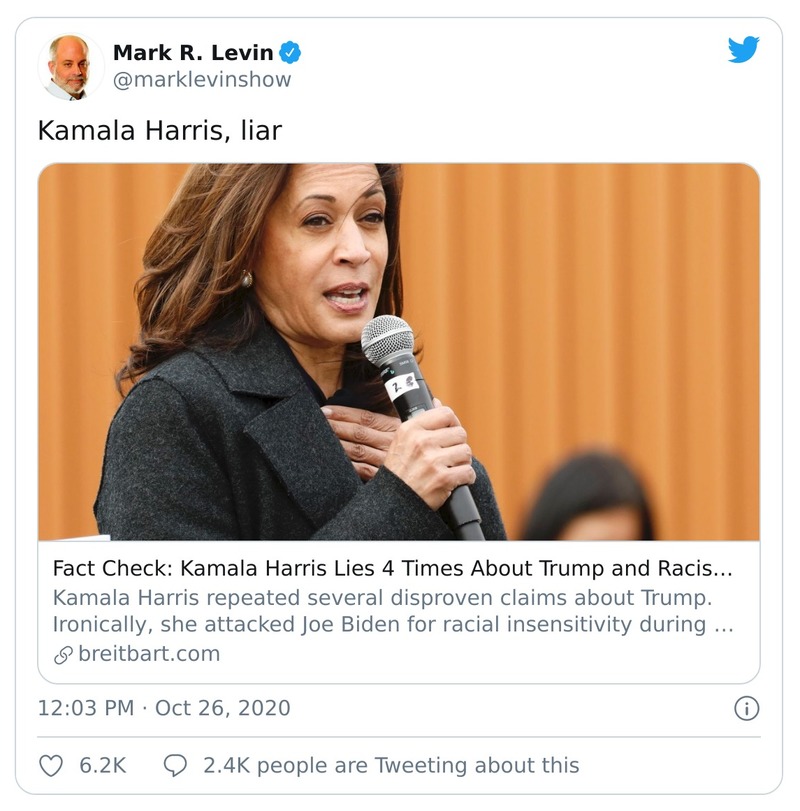 Mark R. Levin
@marklevinshow
Kamala Harris, liar
Fact Check: Kamala Harris Lies 4 Times About Trump and Racis...
Kamala Harris repeated several disproven claims about Trump.
Ironically, she attacked Joe Biden for racial insensitivity during ...
breitbart.com
12:03 PM · Oct 26, 2020
6.2K 2.4K people are Tweeting about this